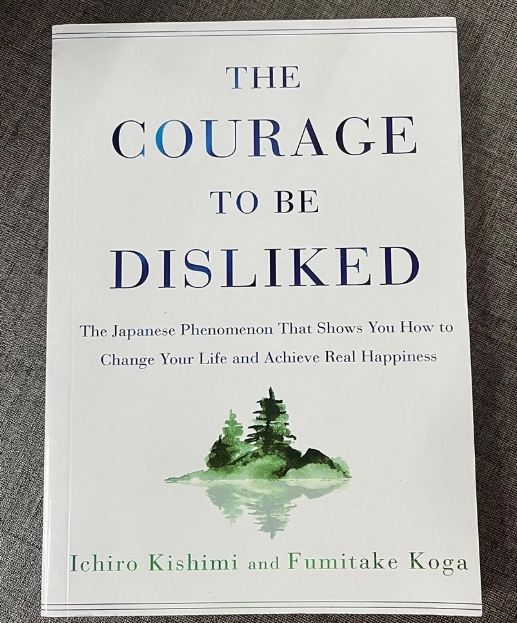 THE
COURAGE
TO BE
DISLIKED
The Japanese Phenomenon That Shows You How to
Change Your Life and Achieve Real Happiness
Ichiro Kishimi and Fumitake Koga